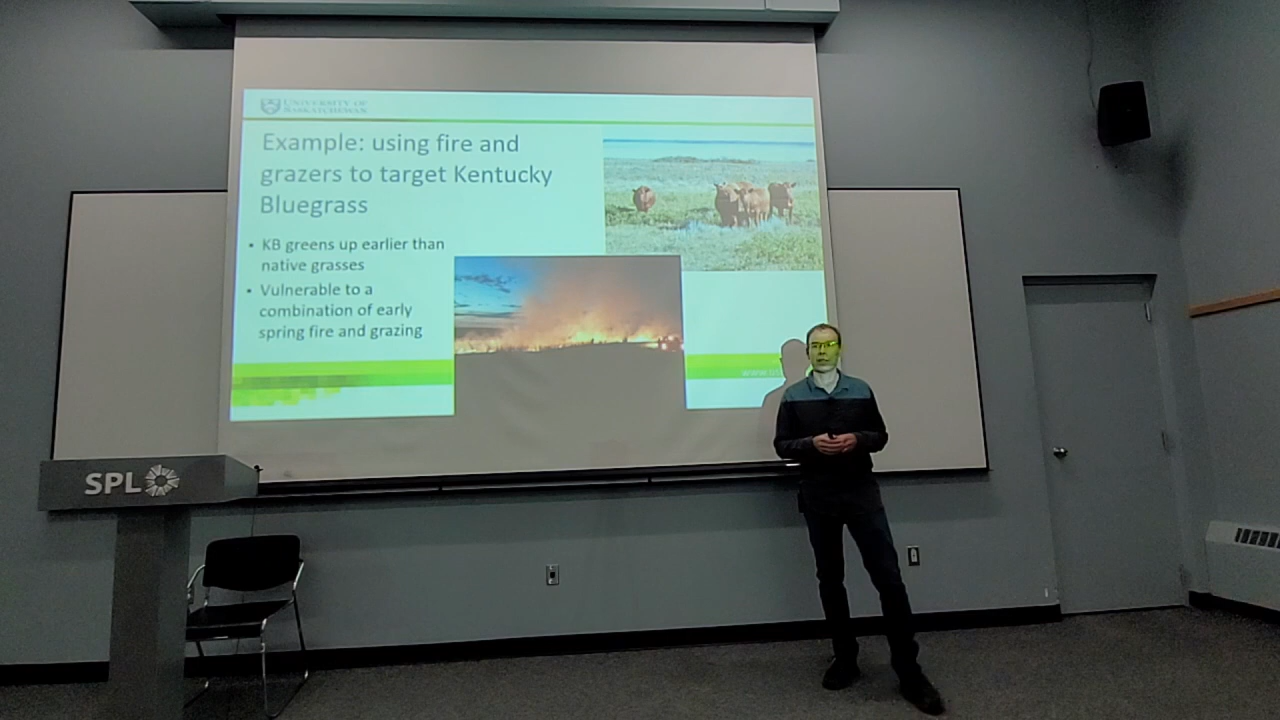 UNIVERSITY OF
SASKATCHEWAN
Example: using fire and
grazers to target Kentucky
Bluegrass
• KB greens up earlier than
native grasses
• Vulnerable to a
combination of early
spring fire and grazing
SPL